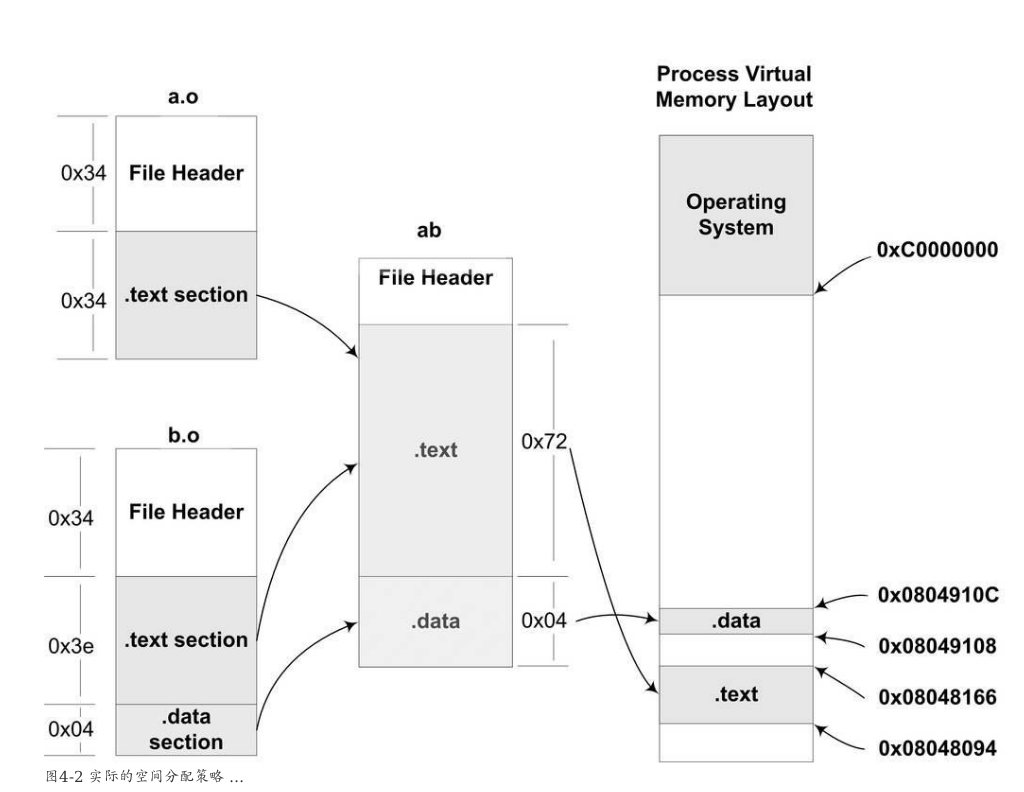 a.o
0x34
File Header
0x34
.text section
b.o
0x34
File Header
0x3e
.text section
0x04
.data
section
ab
File Header
.text
0x72
.data
0x04
Process Virtual
Memory Layout
Operating
System
0xC0000000
0x0804910C
.data
0x08049108
.text
0x08048166
0x08048094
图4-2 实际的空间分配策略 ...